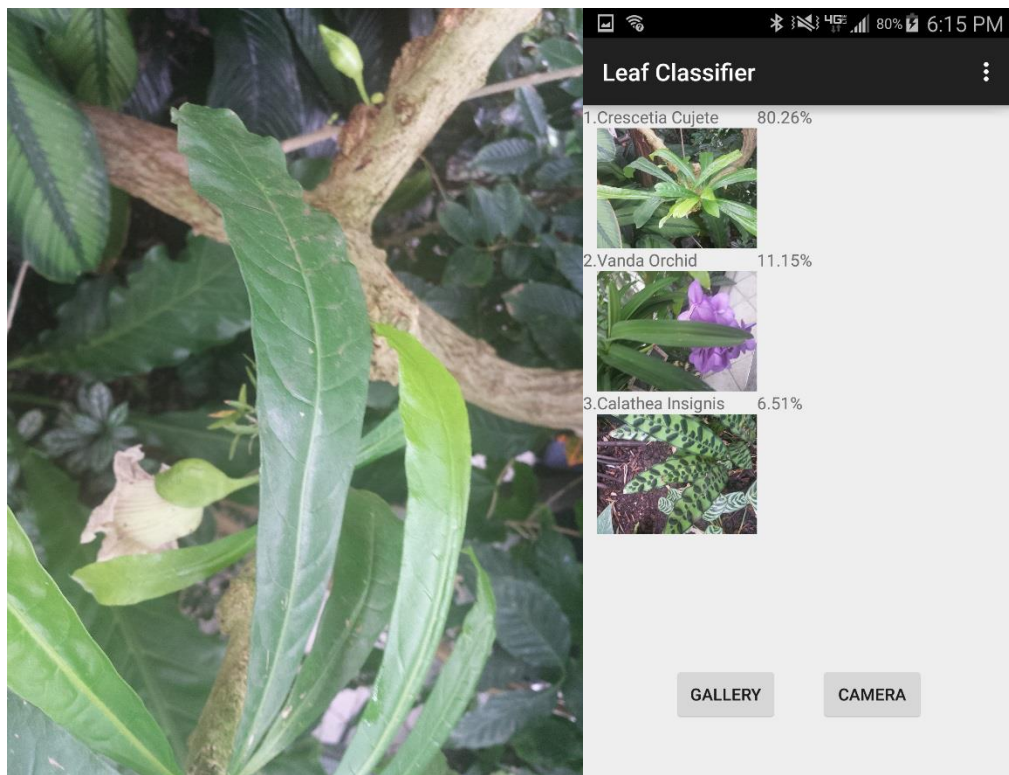 4G 80% 6:15 PM
Leaf Classifier
1.Crescetia Cujete 80.26%
2.Vanda Orchid 11.15%
3.Calathea Insignis 6.51%
GALLERY CAMERA